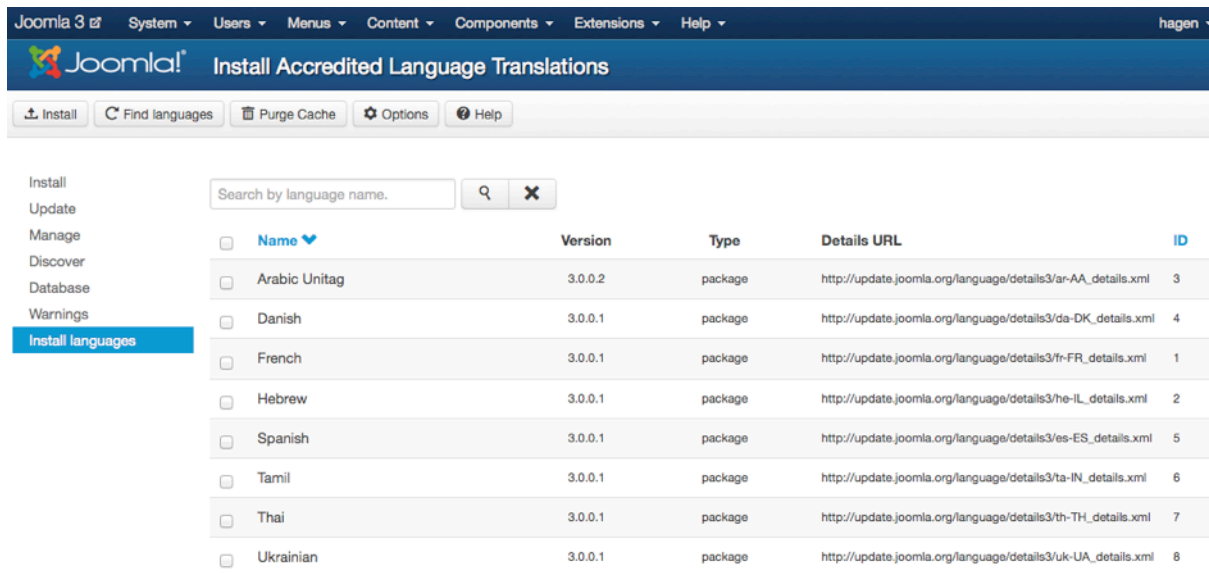 Joomla 3 System Users Menus Content Components Extensions Help hagen
Joomla!® Install Accredited Language Translations
Install Find languages Purge Cache Options Help
Install
Update
Manage
Discover
Database
Warnings
Install languages
Search by language name.
Name Version Type Details URL ID
Arabic Unitag 3.0.0.2 package http://update.joomla.org/language/details3/ar-AA_details.xml 3
Danish 3.0.0.1 package http://update.joomla.org/language/details3/da-DK_details.xml 4
French 3.0.0.1 package http://update.joomla.org/language/details3/fr-FR_details.xml 1
Hebrew 3.0.0.1 package http://update.joomla.org/language/details3/he-IL_details.xml 2
Spanish 3.0.0.1 package http://update.joomla.org/language/details3/es-ES_details.xml 5
Tamil 3.0.0.1 package http://update.joomla.org/language/details3/ta-IN_details.xml 6
Thai 3.0.0.1 package http://update.joomla.org/language/details3/th-TH_details.xml 7
Ukrainian 3.0.0.1 package http://update.joomla.org/language/details3/uk-UA_details.xml 8